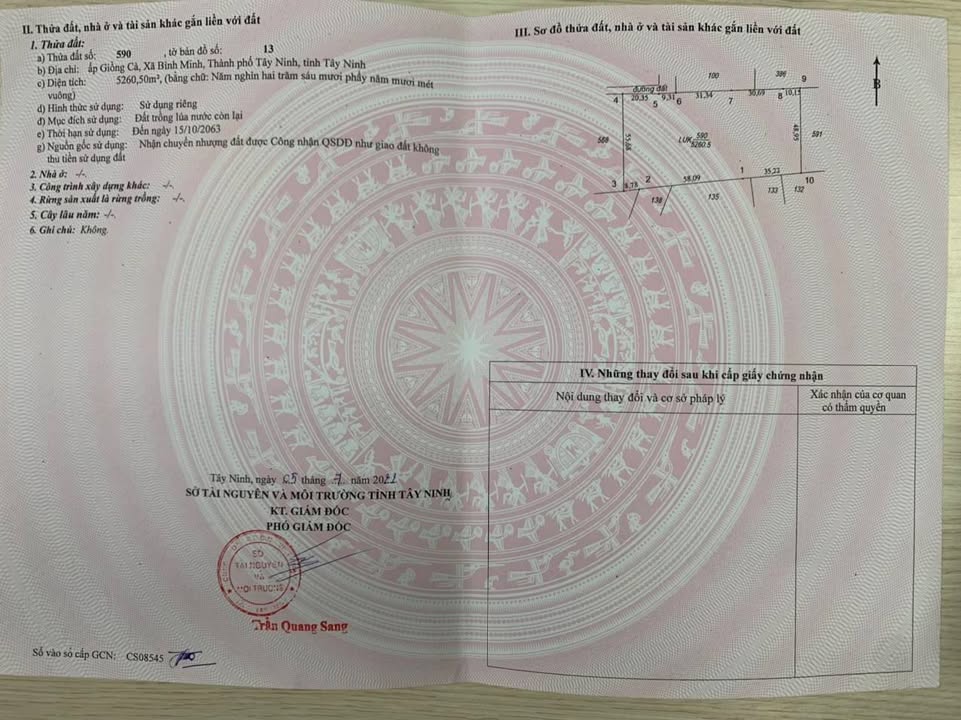 II. Thửa đất, nhà ở và tài sản khác gắn liền với đất
1. Thửa đất:
a) Thửa đất số: 590 , tờ bản đồ số: 13
b) Địa chỉ: ấp Giồng Cà, Xã Bình Minh, Thành phố Tây Ninh, tỉnh Tây Ninh
c) Diện tích: 5260,50m², (bằng chữ: Năm nghìn hai trăm sáu mươi phẩy năm mươi mét
vuông)
d) Hình thức sử dụng: Sử dụng riêng
đ) Mục đích sử dụng: Đất trồng lúa nước còn lại
e) Thời hạn sử dụng: Đến ngày 15/10/2063
g) Nguồn gốc sử dụng: Nhận chuyển nhượng đất được Công nhận QSDĐ như giao đất không
thu tiền sử dụng đất
2. Nhà ở: -/-.
3. Công trình xây dựng khác: -/-.
4. Rừng sản xuất là rừng trồng: -/-.
5. Cây lâu năm: -/-.
6. Ghi chú: Không.
Tây Ninh, ngày 05 tháng 7 năm 2021
SỞ TÀI NGUYÊN VÀ MÔI TRƯỜNG TỈNH TÂY NINH
KT. GIÁM ĐỐC
PHÓ GIÁM ĐỐC
SỞ
TÀI NGUYÊN
VÀ
MÔI TRƯỜNG
Trần Quang Sang
Số vào sổ cấp GCN: CS08545
III. Sơ đồ thửa đất, nhà ở và tài sản khác gắn liền với đất
100 386 9
đường đất
4 20,35 5 9,31 6 31,34 7 30,69 8 10,15
B
588 55,68 LUK 590 48,95 591
5260.5
3 8,78 2 58,09 1 35,23 10
138 135 133 132
IV. Những thay đổi sau khi cấp giấy chứng nhận
Nội dung thay đổi và cơ sở pháp lý
Xác nhận của cơ quan
có thẩm quyền